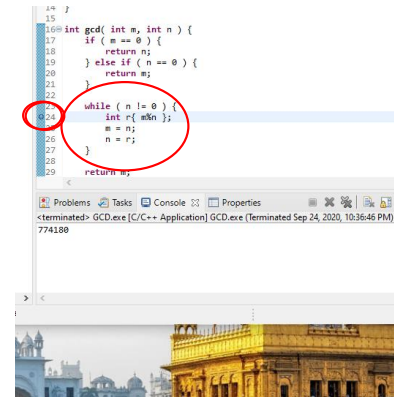 14 }
15
16 int gcd( int m, int n ) {
17 if ( m == 0 ) {
18 return n;
19 } else if ( n == 0 ) {
20 return m;
21 }
22
23 while ( n != 0 ) {
24 int r{ m%n };
25 m = n;
26 n = r;
27 }
28
29 return m;
Problems Tasks Console Properties
<terminated> GCD.exe [C/C++ Application] GCD.exe (Terminated Sep 24, 2020, 10:36:46 PM)
774180